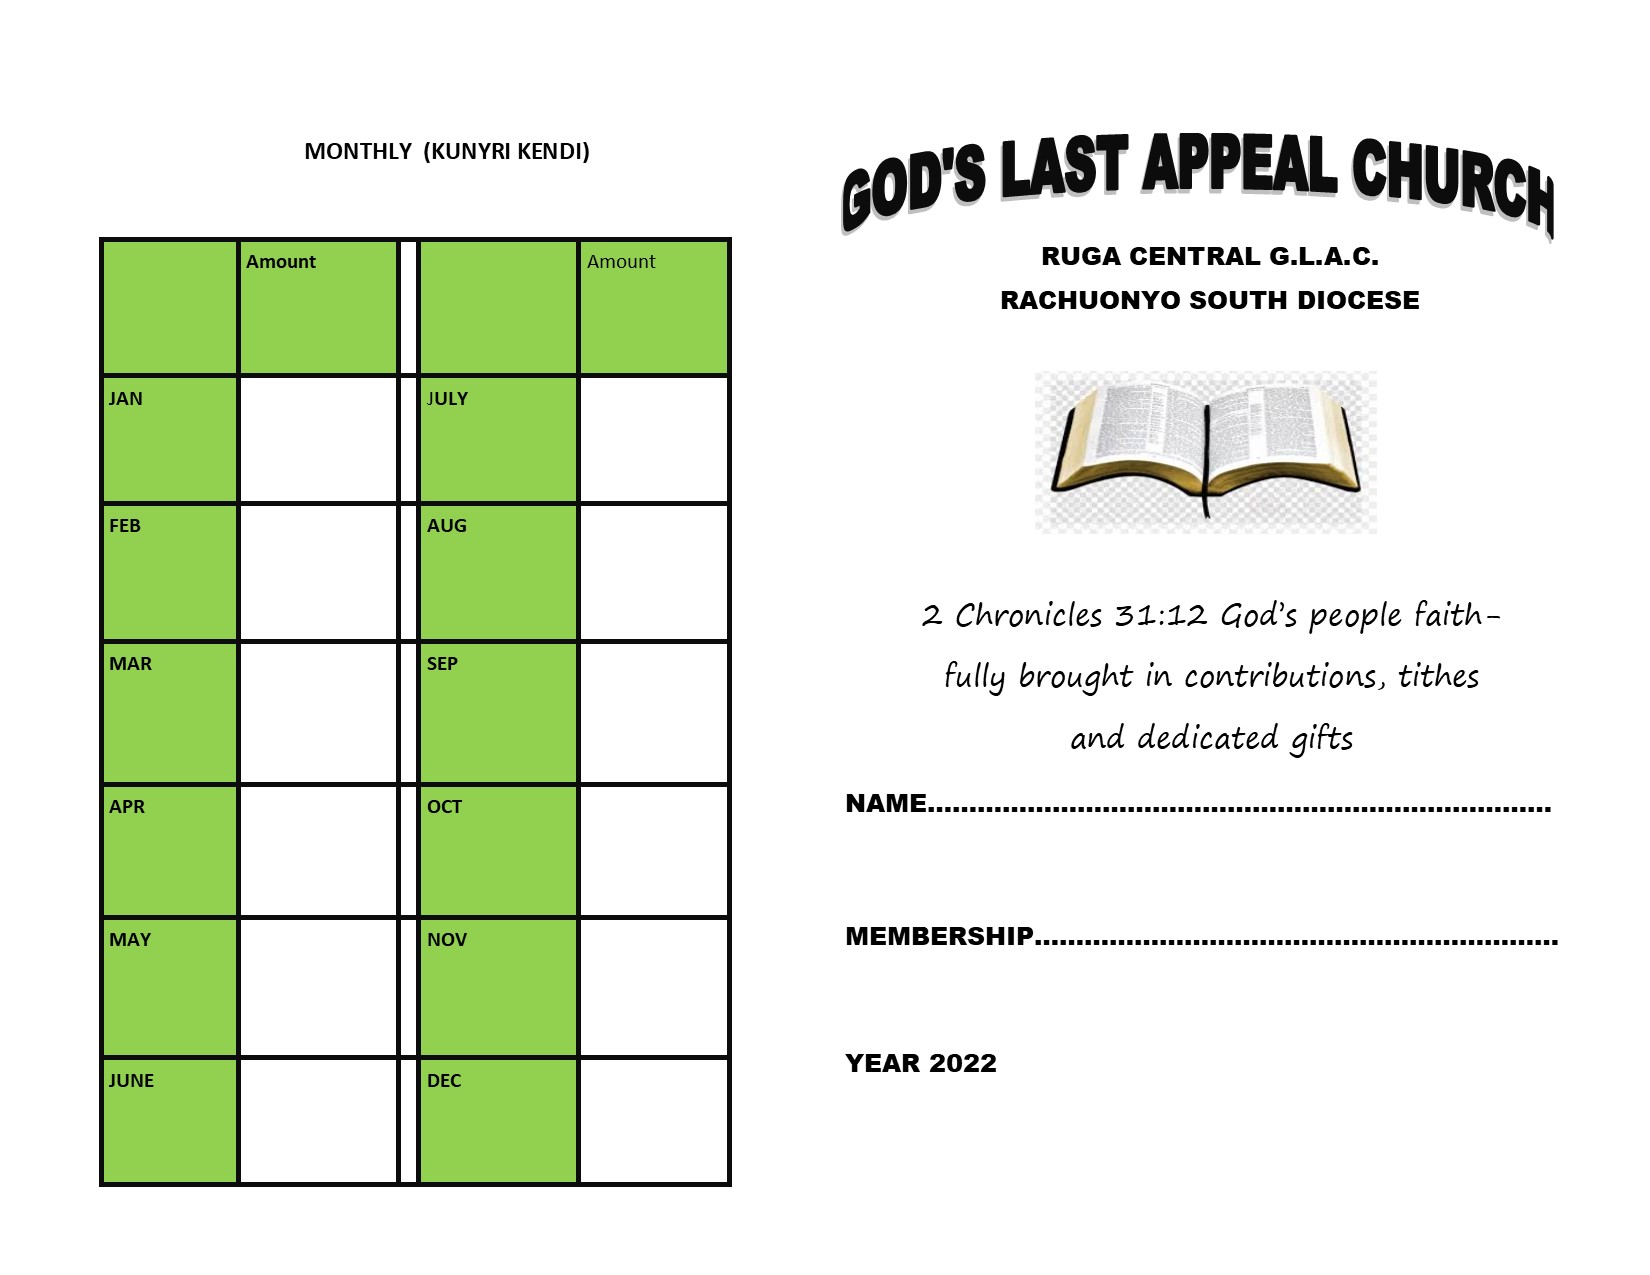 MONTHLY (KUNYRI KENDI)
Amount Amount
JAN JULY
FEB AUG
MAR SEP
APR OCT
MAY NOV
JUNE DEC
GOD'S LAST APPEAL CHURCH
RUGA CENTRAL G.L.A.C.
RACHUONYO SOUTH DIOCESE
2 Chronicles 31:12 God’s people faith-
fully brought in contributions, tithes
and dedicated gifts
NAME...........................................................................
MEMBERSHIP...............................................................
YEAR 2022